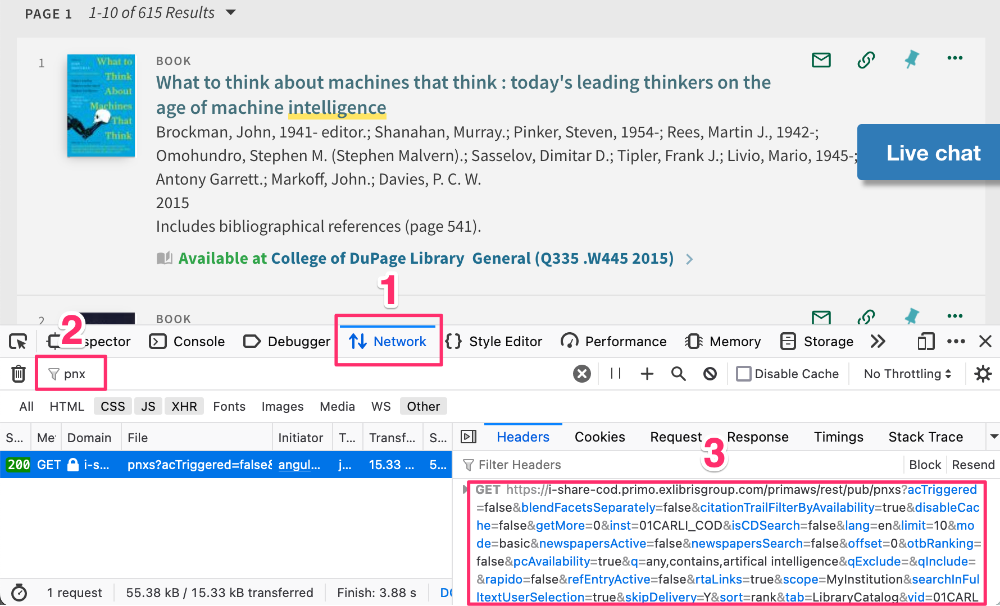 PAGE 1 1-10 of 615 Results
1
What to
Think
About
Machines
That
Think
BOOK
What to think about machines that think : today's leading thinkers on the
age of machine intelligence
Brockman, John, 1941- editor.; Shanahan, Murray.; Pinker, Steven, 1954-; Rees, Martin J., 1942-;
Omohundro, Stephen M. (Stephen Malvern).; Sasselov, Dimitar D.; Tipler, Frank J.; Livio, Mario, 1945-;
Antony Garrett.; Markoff, John.; Davies, P. C. W.
2015
Includes bibliographical references (page 541).
Available at College of DuPage Library General (Q335 .W445 2015)
Live chat
1
2
BOOK
2
spector Console Debugger Network Style Editor Performance Memory Storage
pnx
Disable Cache No Throttling
All HTML CSS JS XHR Fonts Images Media WS Other
S... Me Domain File Initiator T... Transf... S...
200 GET i-s... pnxs?acTriggered=false& angul... j... 15.33 ... 5...
Headers Cookies Request Response Timings Stack Trace
3
Filter Headers Block Resend
GET https://i-share-cod.primo.exlibrisgroup.com/primaws/rest/pub/pnxs?acTriggered
=false&blendFacetsSeparately=false&citationTrailFilterByAvailability=true&disableCac
he=false&getMore=0&inst=01CARLI_COD&isCDSearch=false&lang=en&limit=10&mo
de=basic&newspapersActive=false&newspapersSearch=false&offset=0&otbRanking=
false&pcAvailability=true&q=any,contains,artifical intelligence&qExclude=&qInclude=
&rapido=false&refEntryActive=false&rtaLinks=true&scope=MyInstitution&searchInFul
ltextUserSelection=true&skipDelivery=Y&sort=rank&tab=LibraryCatalog&vid=01CARL
1 request 55.38 kB / 15.33 kB transferred Finish: 3.88 s